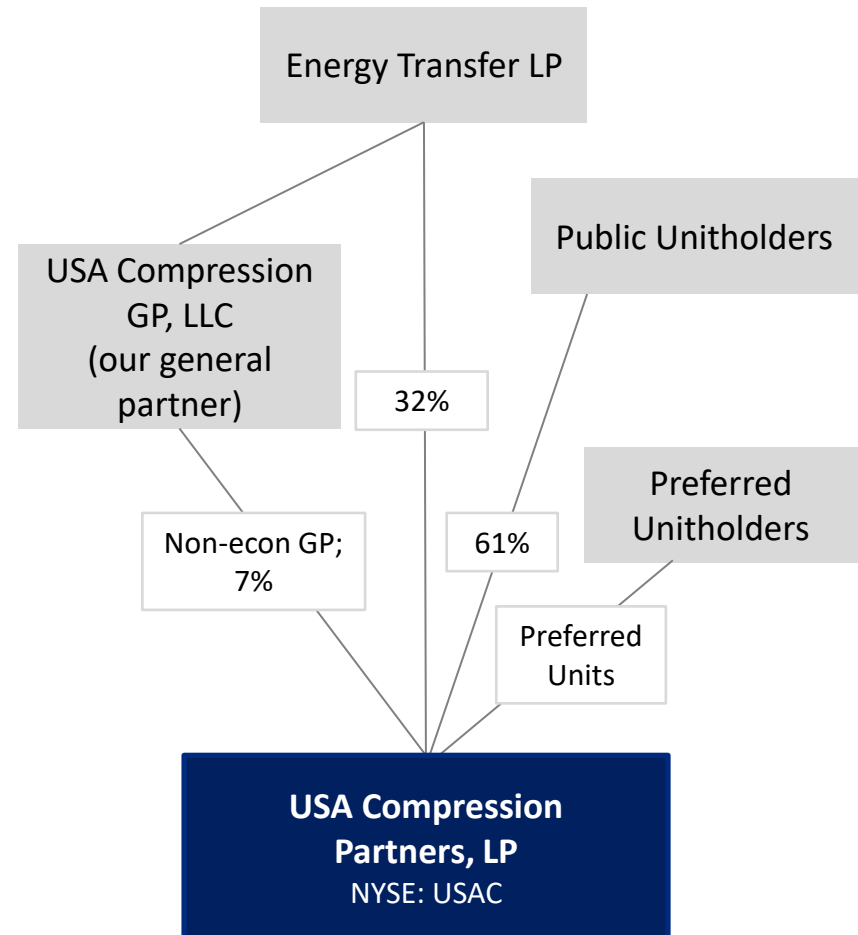 Energy Transfer LP
Public Unitholders
USA Compression
GP, LLC
(our general
partner)
32%
Preferred
Unitholders
Non-econ GP;
7%
61%
Preferred
Units
USA Compression
Partners, LP
NYSE: USAC